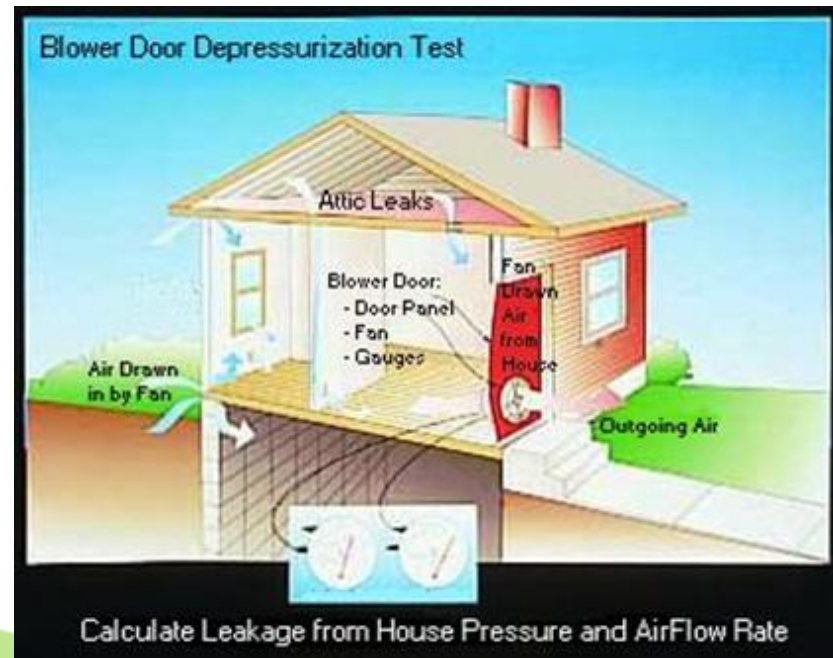 Blower Door Depressurization Test
Attic Leaks
Blower Door:
- Door Panel
- Fan
- Gauges
Fan
Drawn
Air
from
House
Air Drawn
in by Fan
Outgoing Air
Calculate Leakage from House Pressure and AirFlow Rate